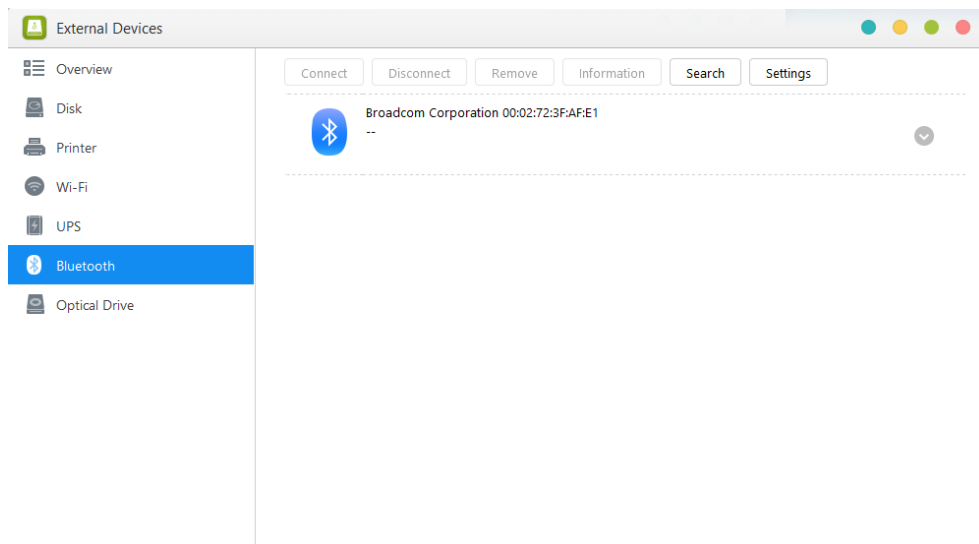 External Devices
Overview
Disk
Printer
Wi-Fi
UPS
Bluetooth
Optical Drive
Connect Disconnect Remove Information Search Settings
Broadcom Corporation 00:02:72:3F:AF:E1
--